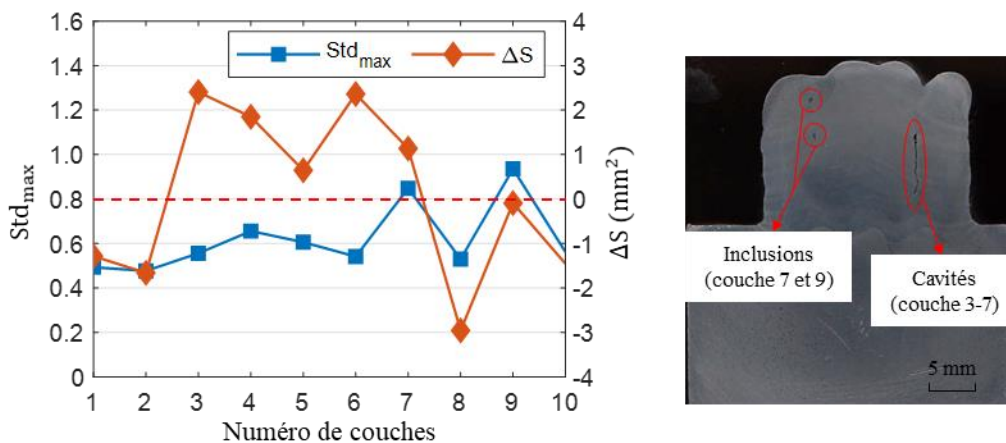 Std_max ΔS
1.6
1.4
1.2
1.0
0.8
0.6
0.4
0.2
0
Std_max
4
3
2
1
0
-1
-2
-3
-4
ΔS (mm²)
1 2 3 4 5 6 7 8 9 10
Numéro de couches
Inclusions
(couche 7 et 9)
Cavités
(couche 3-7)
5 mm